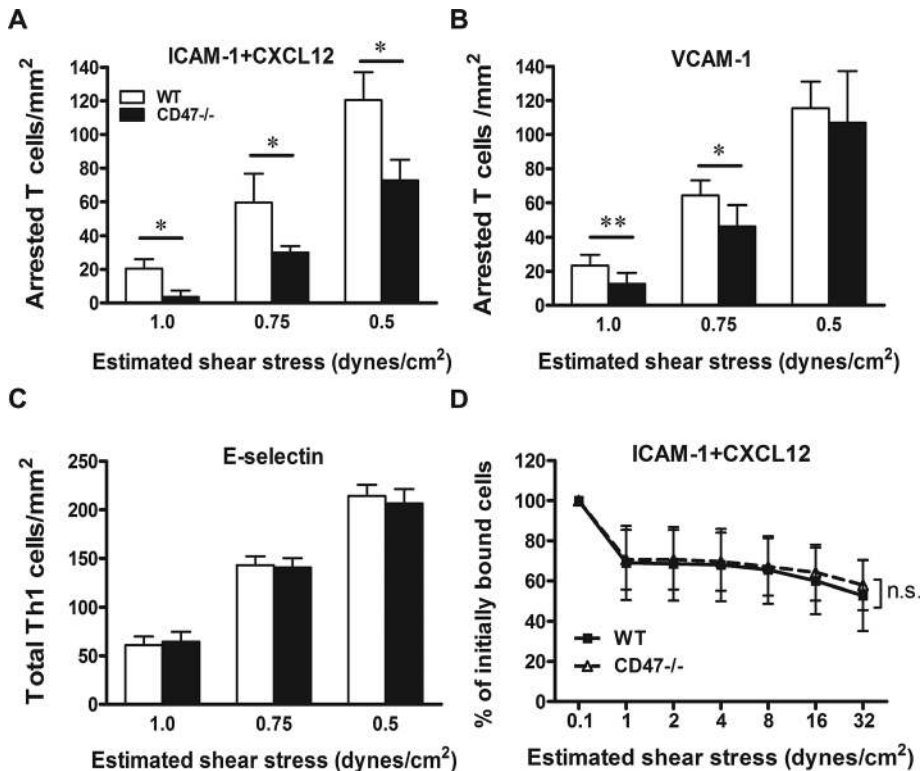 A
ICAM-1+CXCL12
Arrested T cells/mm²
140
120
100
80
60
40
20
0
WT
CD47-/-
*
*
*
1.0 0.75 0.5
Estimated shear stress (dynes/cm²)
B
VCAM-1
Arrested T cells /mm²
140
120
100
80
60
40
20
0
**
*
1.0 0.75 0.5
Estimated shear stress (dynes/cm²)
C
E-selectin
Total Th1 cells/mm²
250
200
150
100
50
0
1.0 0.75 0.5
Estimated shear stress (dynes/cm²)
D
ICAM-1+CXCL12
% of initially bound cells
120
100
80
60
40
20
0
n.s.
WT
CD47-/-
0.1 1 2 4 8 16 32
Estimated shear stress (dynes/cm²)